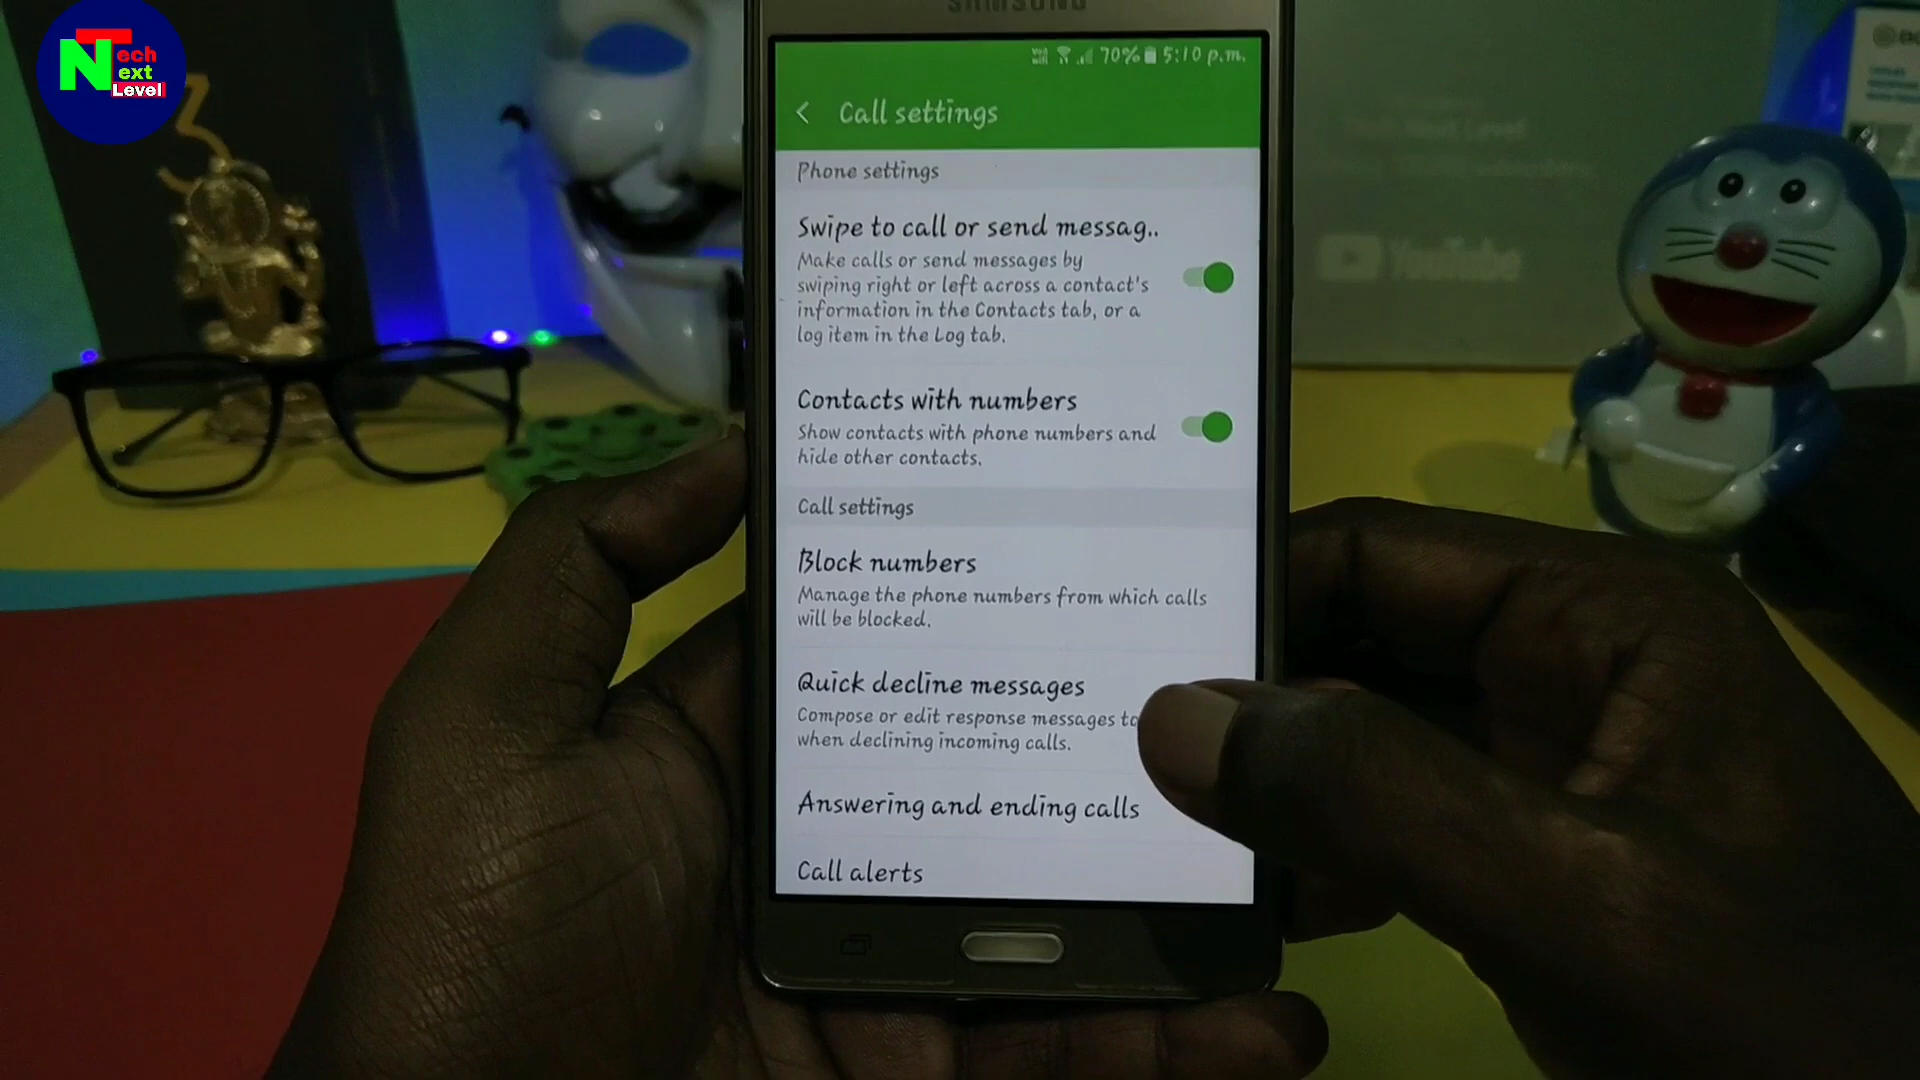 Tech
Next
Level
SAMSUNG
70% 5:10 p.m.
Call settings
Phone settings
Swipe to call or send messag..
Make calls or send messages by
swiping right or left across a contact's
information in the Contacts tab, or a
log item in the Log tab.
Contacts with numbers
Show contacts with phone numbers and
hide other contacts.
Call settings
Block numbers
Manage the phone numbers from which calls
will be blocked.
Quick decline messages
Compose or edit response messages to
when declining incoming calls.
Answering and ending calls
Call alerts
YouTube